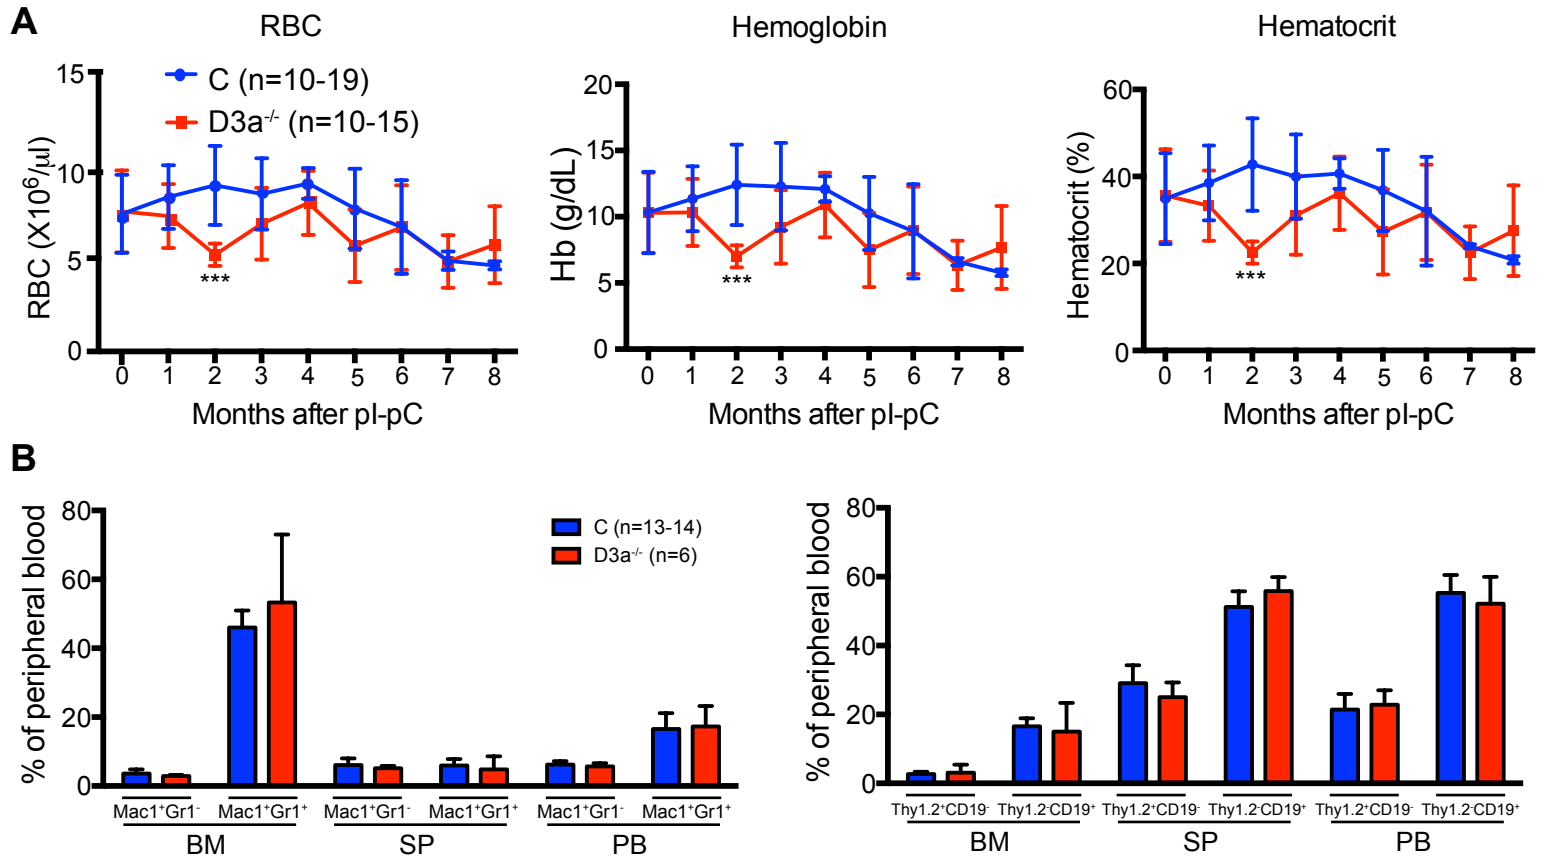 A
RBC
Hemoglobin
Hematocrit
C (n=10-19)
D3a-/- (n=10-15)
RBC (X10⁶/µl)
15
10
5
0
0 1 2 3 4 5 6 7 8
***
Months after pI-pC
Hb (g/dL)
20
15
10
5
0
0 1 2 3 4 5 6 7 8
***
Months after pI-pC
Hematocrit (%)
60
40
20
0
0 1 2 3 4 5 6 7 8
***
Months after pI-pC
B
% of peripheral blood
80
60
40
20
0
C (n=13-14)
D3a-/- (n=6)
Mac1⁺Gr1⁻ Mac1⁺Gr1⁺ Mac1⁺Gr1⁻ Mac1⁺Gr1⁺ Mac1⁺Gr1⁻ Mac1⁺Gr1⁺
BM SP PB
% of peripheral blood
80
60
40
20
0
Thy1.2⁺CD19⁻ Thy1.2⁻CD19⁺ Thy1.2⁺CD19⁻ Thy1.2⁻CD19⁺ Thy1.2⁺CD19⁻ Thy1.2⁻CD19⁺
BM SP PB